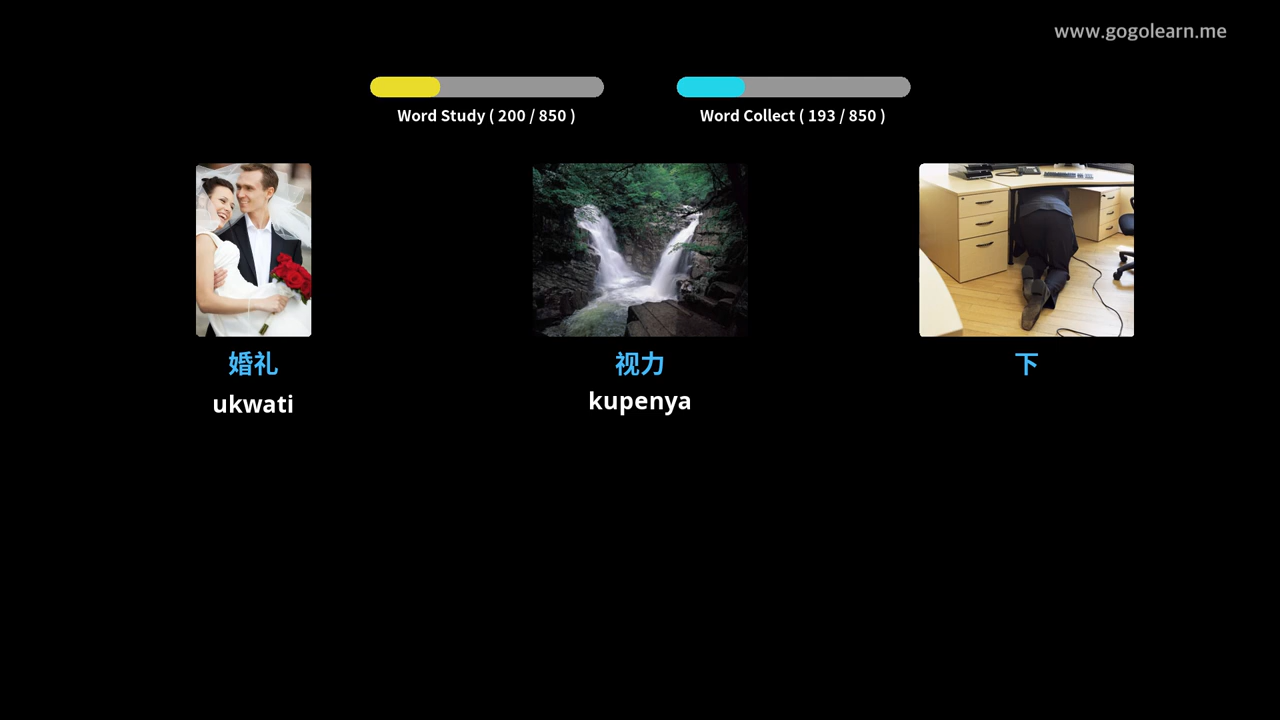 www.gogolearn.me
Word Study ( 200 / 850 )
Word Collect ( 193 / 850 )
婚礼
视力
下
ukwati
kupenya